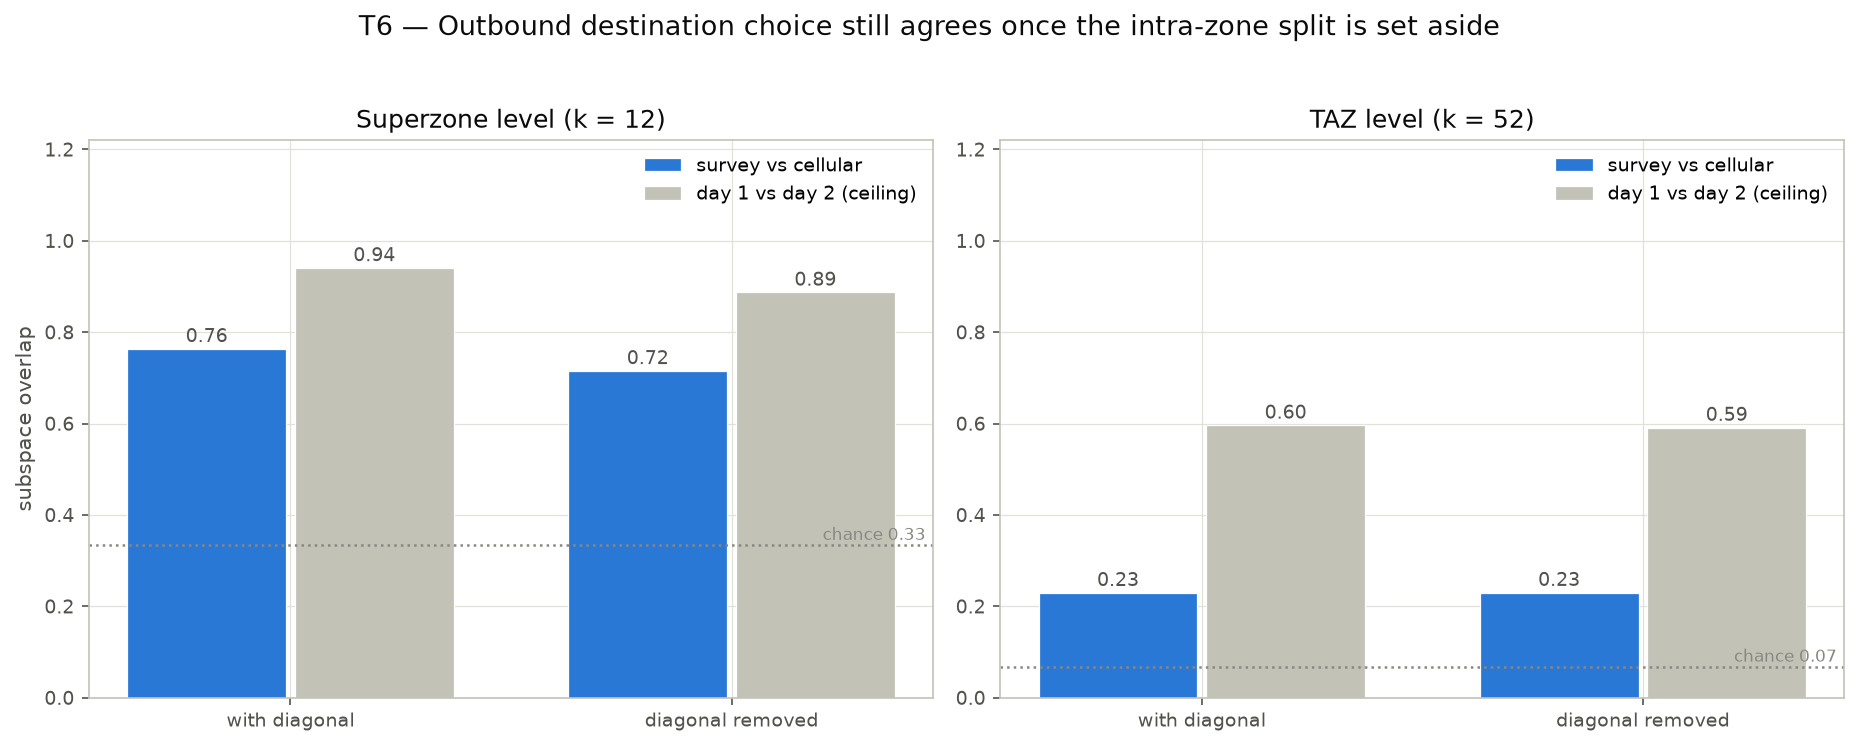 T6 — Outbound destination choice still agrees once the intra-zone split is set aside
Superzone level (k = 12)
survey vs cellular
day 1 vs day 2 (ceiling)
subspace overlap
1.2
1.0
0.8
0.6
0.4
0.2
0.0
0.76
0.94
0.72
0.89
chance 0.33
with diagonal
diagonal removed
TAZ level (k = 52)
survey vs cellular
day 1 vs day 2 (ceiling)
1.2
1.0
0.8
0.6
0.4
0.2
0.0
0.23
0.60
0.23
0.59
chance 0.07
with diagonal
diagonal removed